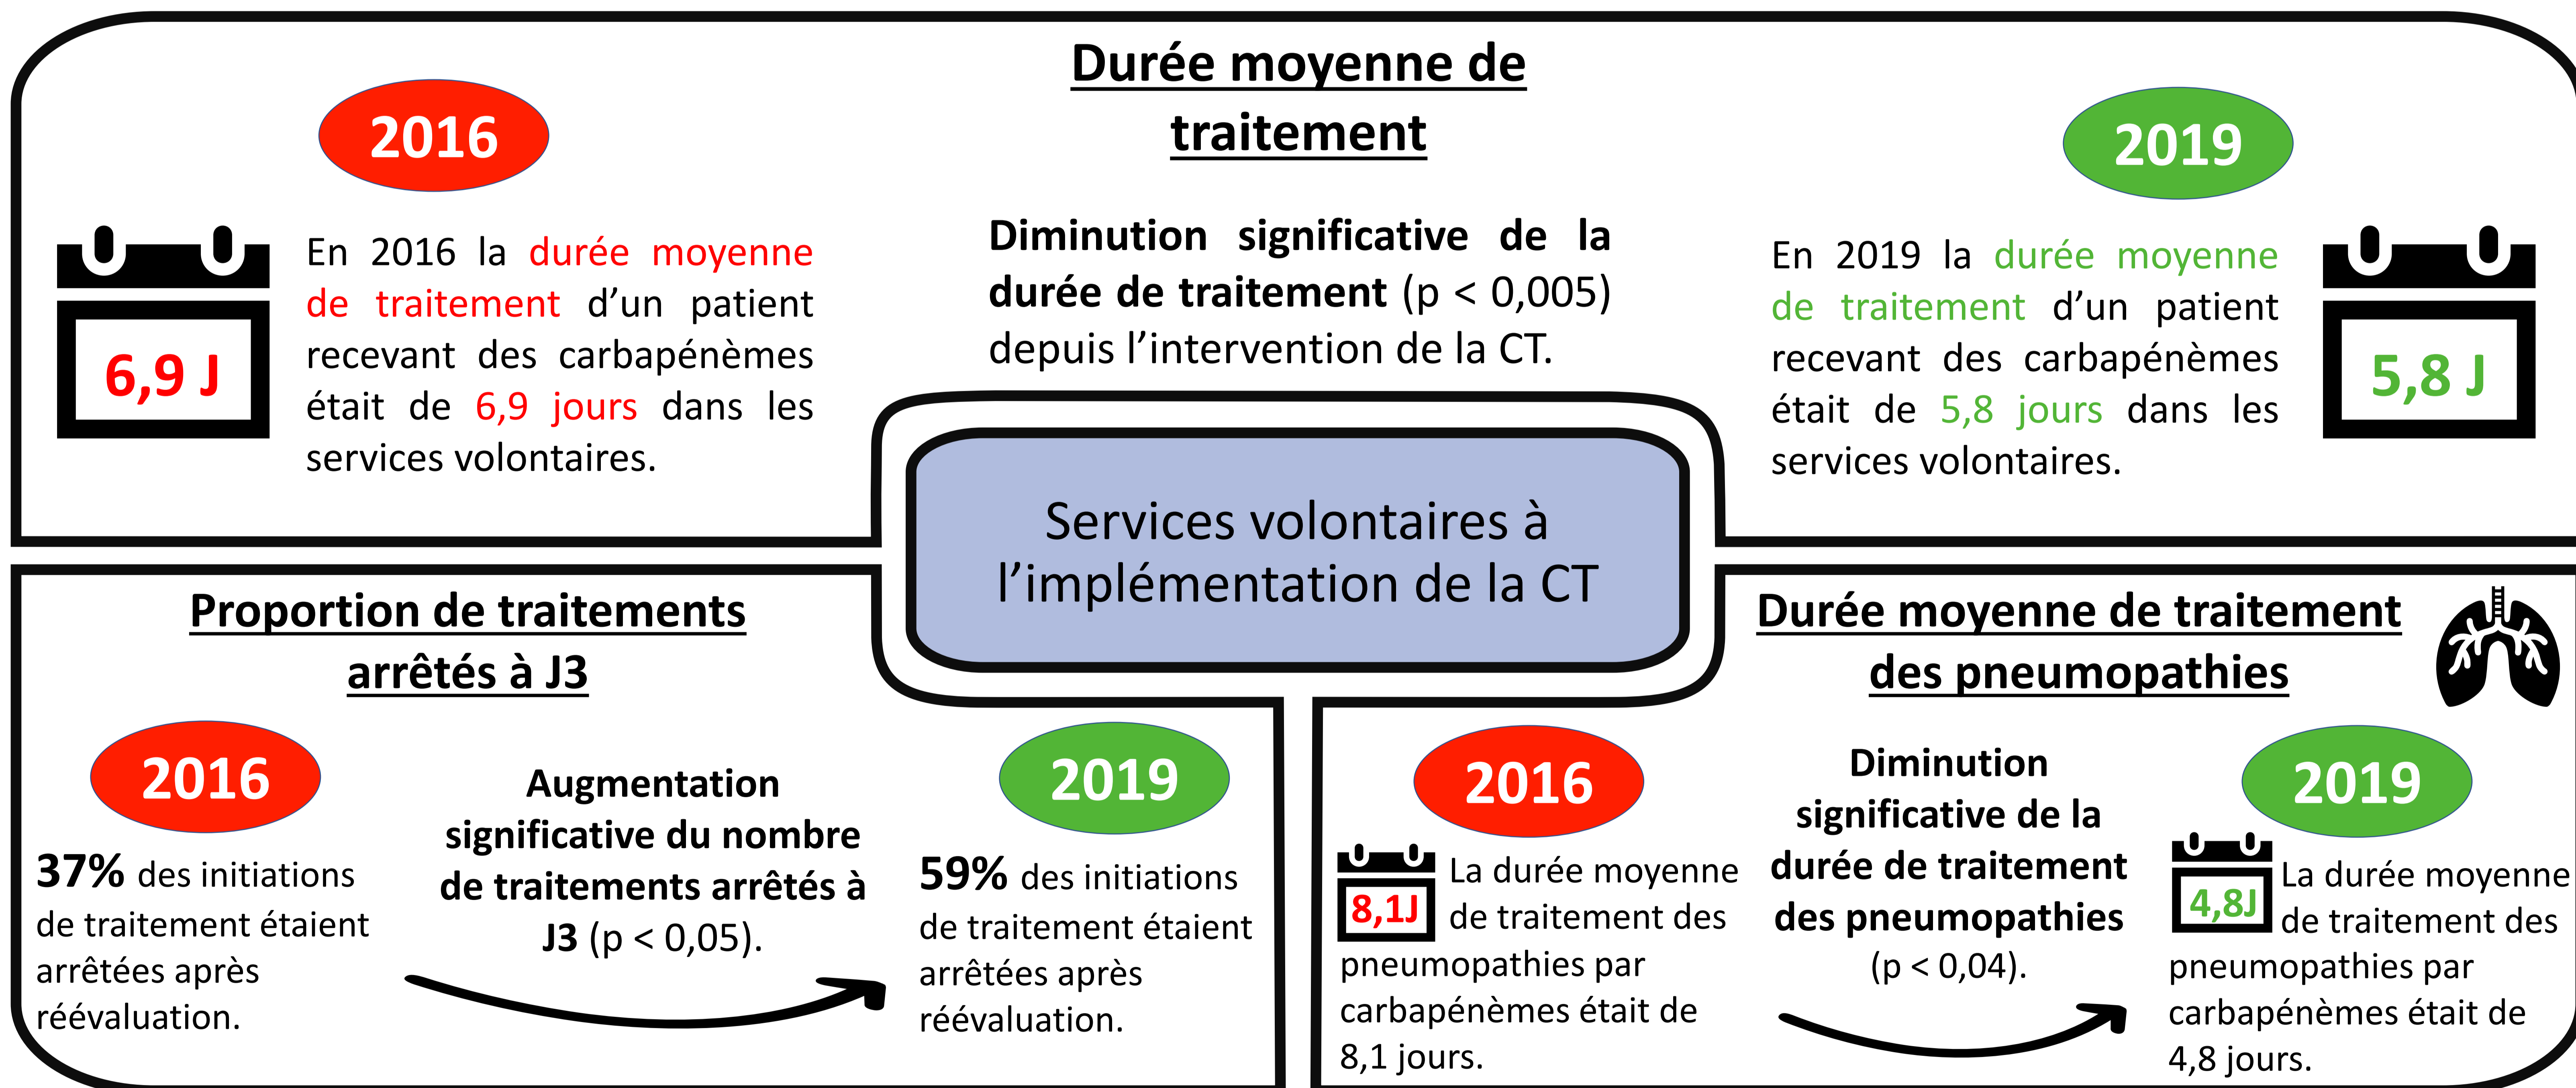 Durée moyenne de
traitement
2016
6,9 J
En 2016 la durée moyenne
de traitement d’un patient
recevant des carbapénèmes
était de 6,9 jours dans les
services volontaires.
Diminution significative de la
durée de traitement (p < 0,005)
depuis l’intervention de la CT.
2019
En 2019 la durée moyenne
de traitement d’un patient
recevant des carbapénèmes
était de 5,8 jours dans les
services volontaires.
5,8 J
Services volontaires à
l’implémentation de la CT
Proportion de traitements
arrêtés à J3
2016
37% des initiations
de traitement étaient
arrêtées après
réévaluation.
Augmentation
significative du nombre
de traitements arrêtés à
J3 (p < 0,05).
2019
59% des initiations
de traitement étaient
arrêtées après
réévaluation.
Durée moyenne de traitement
des pneumopathies
2016
8,1J
La durée moyenne
de traitement des
pneumopathies par
carbapénèmes était de
8,1 jours.
Diminution
significative de la
durée de traitement
des pneumopathies
(p < 0,04).
2019
4,8J
La durée moyenne
de traitement des
pneumopathies par
carbapénèmes était de
4,8 jours.